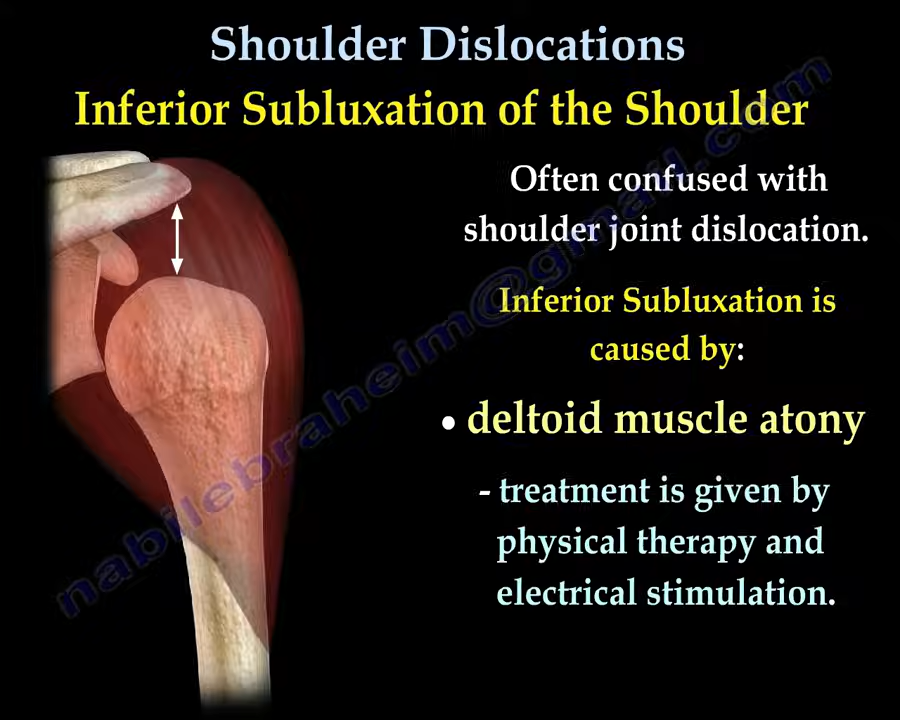 Shoulder Dislocations
Inferior Subluxation of the Shoulder
Often confused with
shoulder joint dislocation.
Inferior Subluxation is
caused by:
• deltoid muscle atony
- treatment is given by
physical therapy and
electrical stimulation.
nabilebraheim@gmail.com